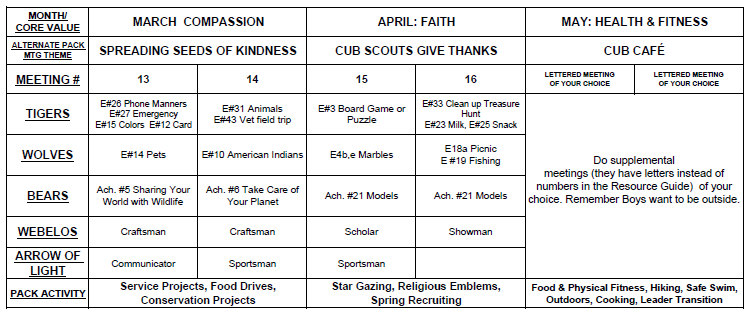 MONTH/
CORE VALUE
MARCH  COMPASSION
APRIL: FAITH
MAY: HEALTH & FITNESS
ALTERNATE PACK
MTG THEME
SPREADING SEEDS OF KINDNESS
CUB SCOUTS GIVE THANKS
CUB CAFÉ
MEETING #
13
14
15
16
LETTERED MEETING
OF YOUR CHOICE
LETTERED MEETING
OF YOUR CHOICE
TIGERS
E#26 Phone Manners
E#27 Emergency
E#15 Colors  E#12 Card
E#31 Animals
E#43 Vet field trip
E#3 Board Game or
Puzzle
E#33 Clean up Treasure
Hunt
E#23 Milk, E#25 Snack
WOLVES
E#14 Pets
E#10 American Indians
E4b,e Marbles
E18a Picnic
E #19 Fishing
Do supplemental
meetings (they have letters instead of
numbers in the Resource Guide)  of your
choice. Remember Boys want to be outside.
BEARS
Ach. #5 Sharing Your
World with Wildlife
Ach. #6 Take Care of
Your Planet
Ach. #21 Models
Ach. #21 Models
WEBELOS
Craftsman
Craftsman
Scholar
Showman
ARROW OF
LIGHT
Communicator
Sportsman
Sportsman
PACK ACTIVITY
Service Projects, Food Drives,
Conservation Projects
Star Gazing, Religious Emblems,
Spring Recruiting
Food & Physical Fitness, Hiking, Safe Swim,
Outdoors, Cooking, Leader Transition